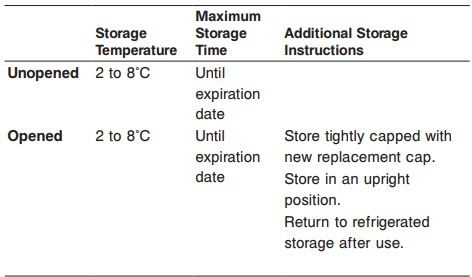 Storage Temperature
Maximum Storage Time
Additional Storage Instructions
Unopened 2 to 8°C Until expiration date
Opened 2 to 8°C Until expiration date
Store tightly capped with
new replacement cap.
Store in an upright
position.
Return to refrigerated
storage after use.